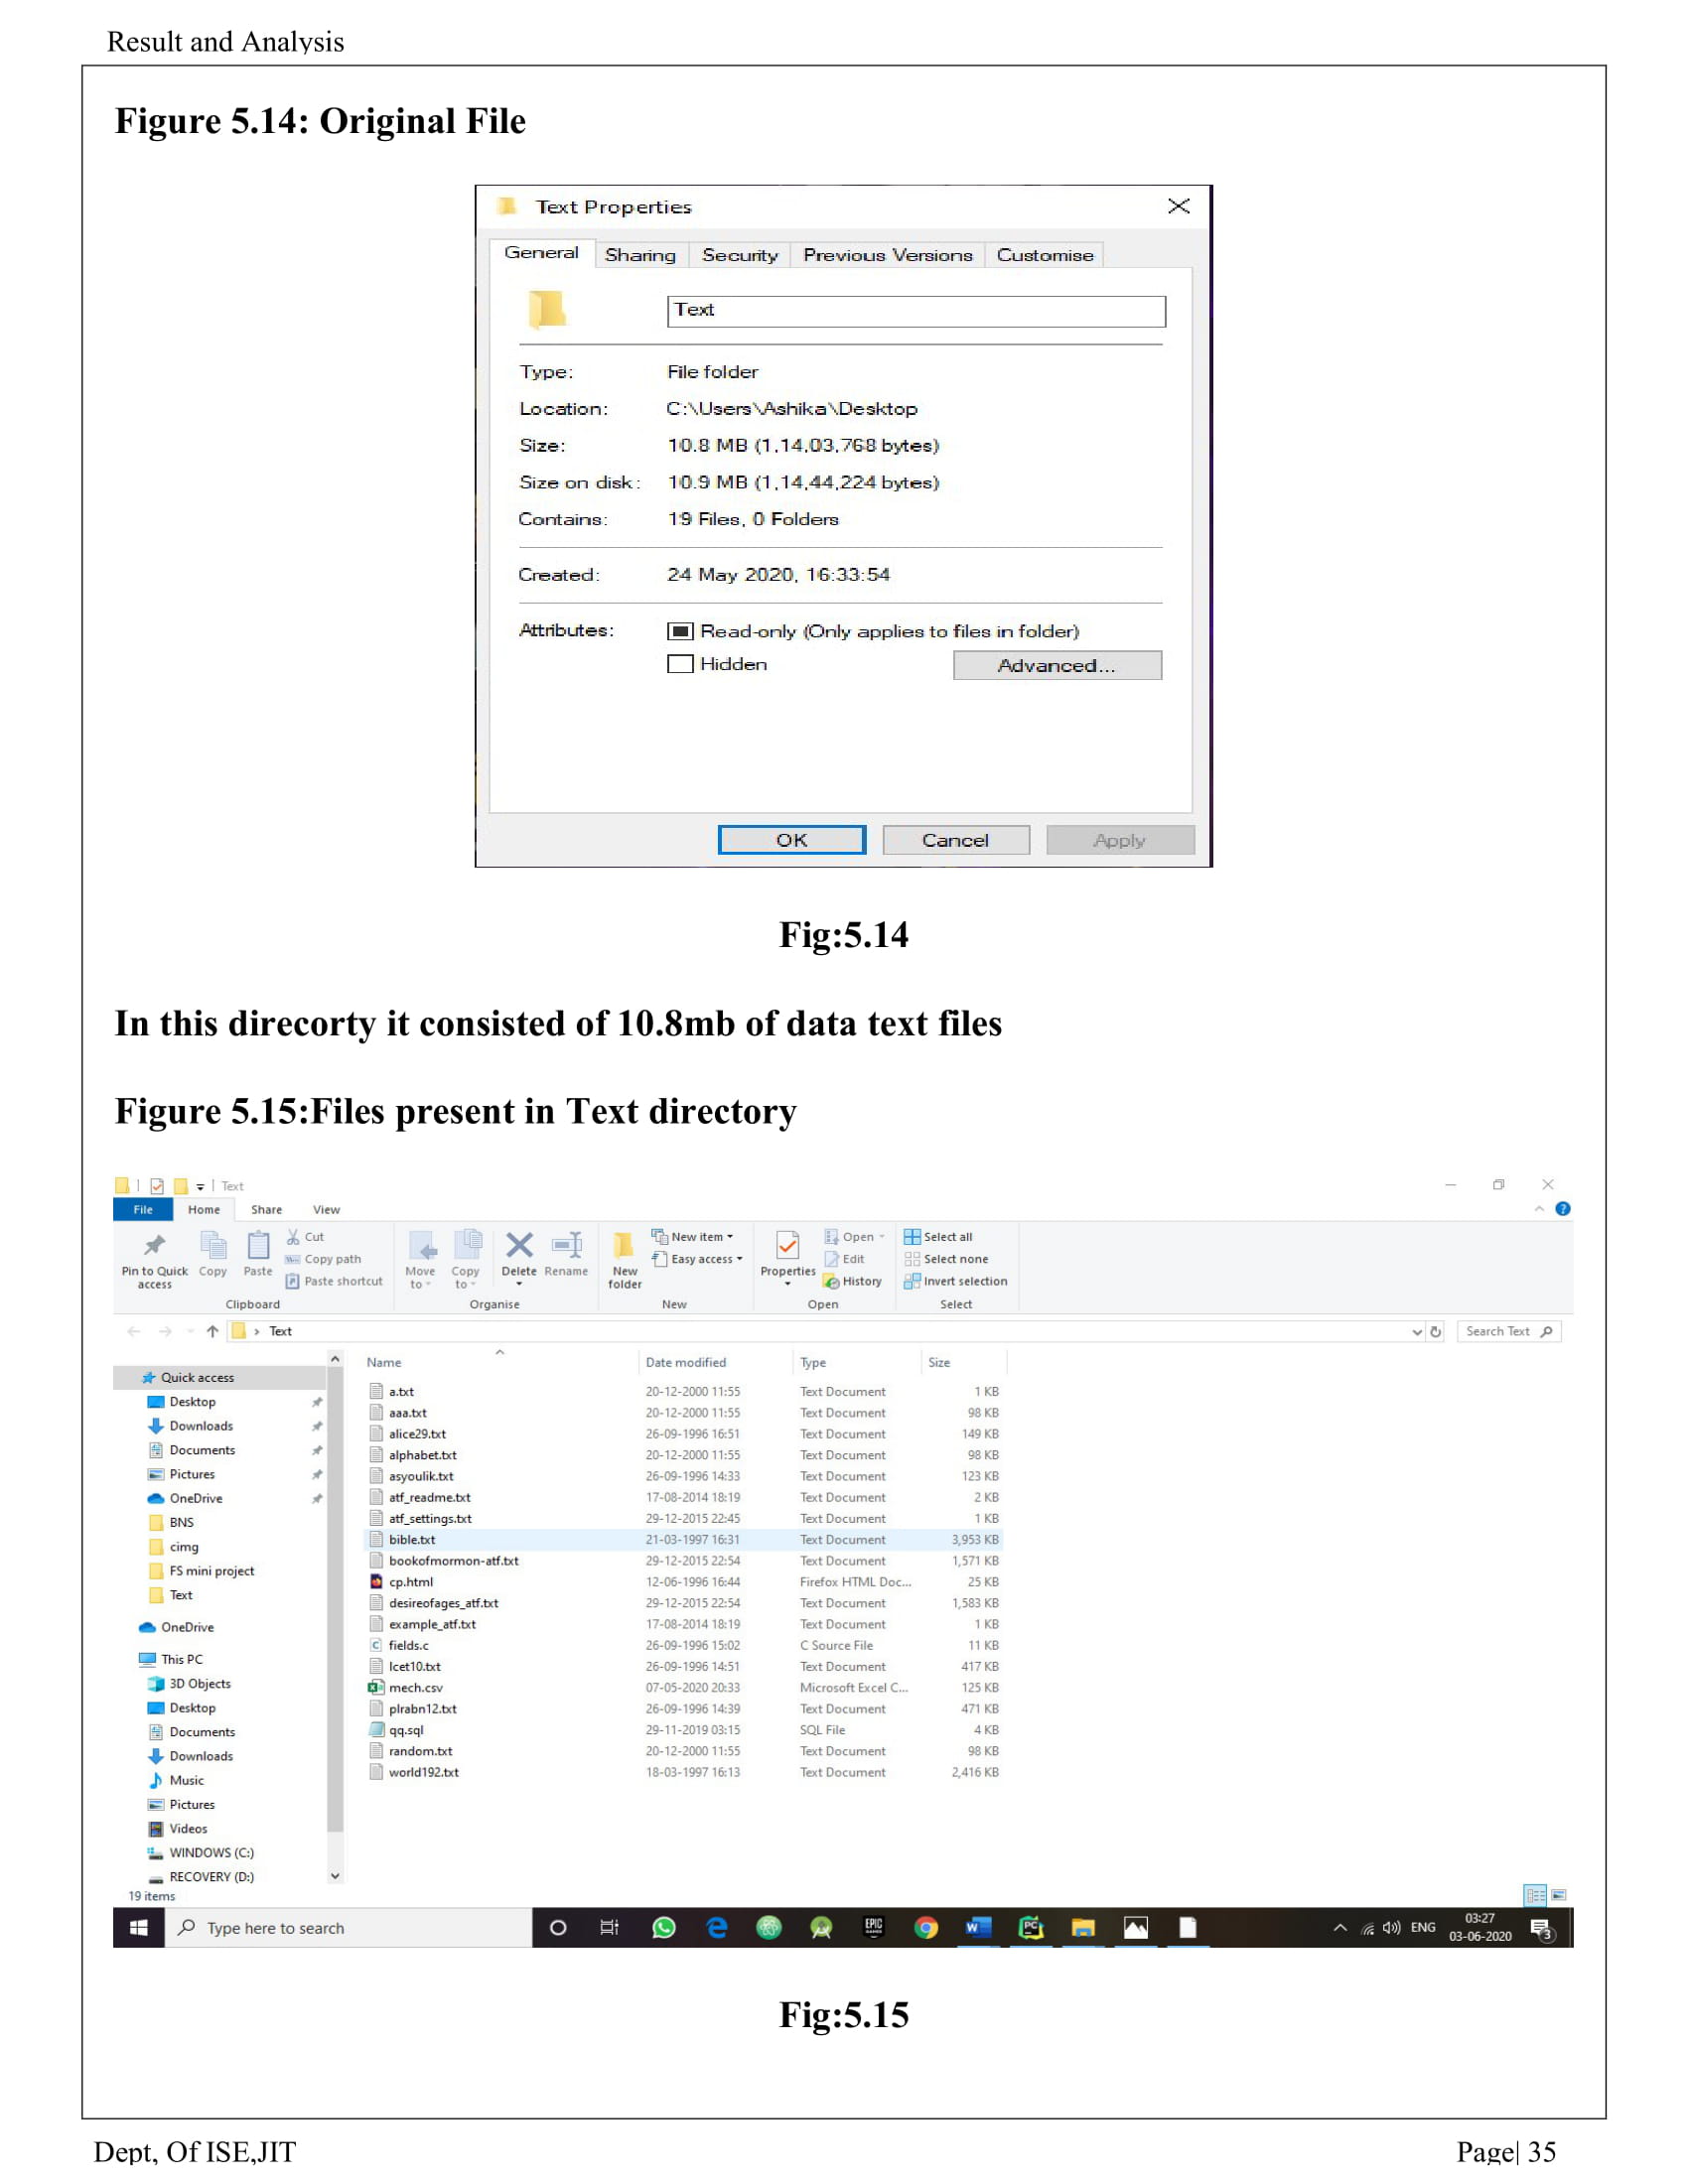 Result and Analysis
Figure 5.14: Original File
Text Properties
General Sharing Security Previous Versions Customise
Text
Type: File folder
Location: C:\Users\Ashika\Desktop
Size: 10.8 MB (1,14,03,768 bytes)
Size on disk: 10.9 MB (1,14,44,224 bytes)
Contains: 19 Files, 0 Folders
Created: 24 May 2020, 16:33:54
Attributes: Read-only (Only applies to files in folder)
Hidden Advanced...
OK Cancel Apply
Fig:5.14
In this direcorty it consisted of 10.8mb of data text files
Figure 5.15:Files present in Text directory
Text
File Home Share View
Pin to Quick access
Copy
Paste
Cut
Copy path
Paste shortcut
Clipboard
Move to
Copy to
Delete
Rename
Organise
New folder
New item
Easy access
New
Properties
Open
Edit
History
Open
Select all
Select none
Invert selection
Select
Text
Search Text
Quick access
Desktop
Downloads
Documents
Pictures
OneDrive
BNS
cimg
FS mini project
Text
OneDrive
This PC
3D Objects
Desktop
Documents
Downloads
Music
Pictures
Videos
WINDOWS (C:)
RECOVERY (D:)
Name Date modified Type Size
a.txt 20-12-2000 11:55 Text Document 1 KB
aaa.txt 20-12-2000 11:55 Text Document 98 KB
alice29.txt 26-09-1996 16:51 Text Document 149 KB
alphabet.txt 20-12-2000 11:55 Text Document 98 KB
asyoulik.txt 26-09-1996 14:33 Text Document 123 KB
atf_readme.txt 17-08-2014 18:19 Text Document 2 KB
atf_settings.txt 29-12-2015 22:45 Text Document 1 KB
bible.txt 21-03-1997 16:31 Text Document 3,953 KB
bookofmormon-atf.txt 29-12-2015 22:54 Text Document 1,571 KB
cp.html 12-06-1996 16:44 Firefox HTML Doc... 25 KB
desireofages_atf.txt 29-12-2015 22:54 Text Document 1,583 KB
example_atf.txt 17-08-2014 18:19 Text Document 1 KB
fields.c 26-09-1996 15:02 C Source File 11 KB
lcet10.txt 26-09-1996 14:51 Text Document 417 KB
mech.csv 07-05-2020 20:33 Microsoft Excel C... 125 KB
plrabn12.txt 26-09-1996 14:39 Text Document 471 KB
qq.sql 29-11-2019 03:15 SQL File 4 KB
random.txt 20-12-2000 11:55 Text Document 98 KB
world192.txt 18-03-1997 16:13 Text Document 2,416 KB
19 items
Type here to search
EPIC
ENG
03:27
03-06-2020
3
Fig:5.15
Dept, Of ISE,JIT Page| 35